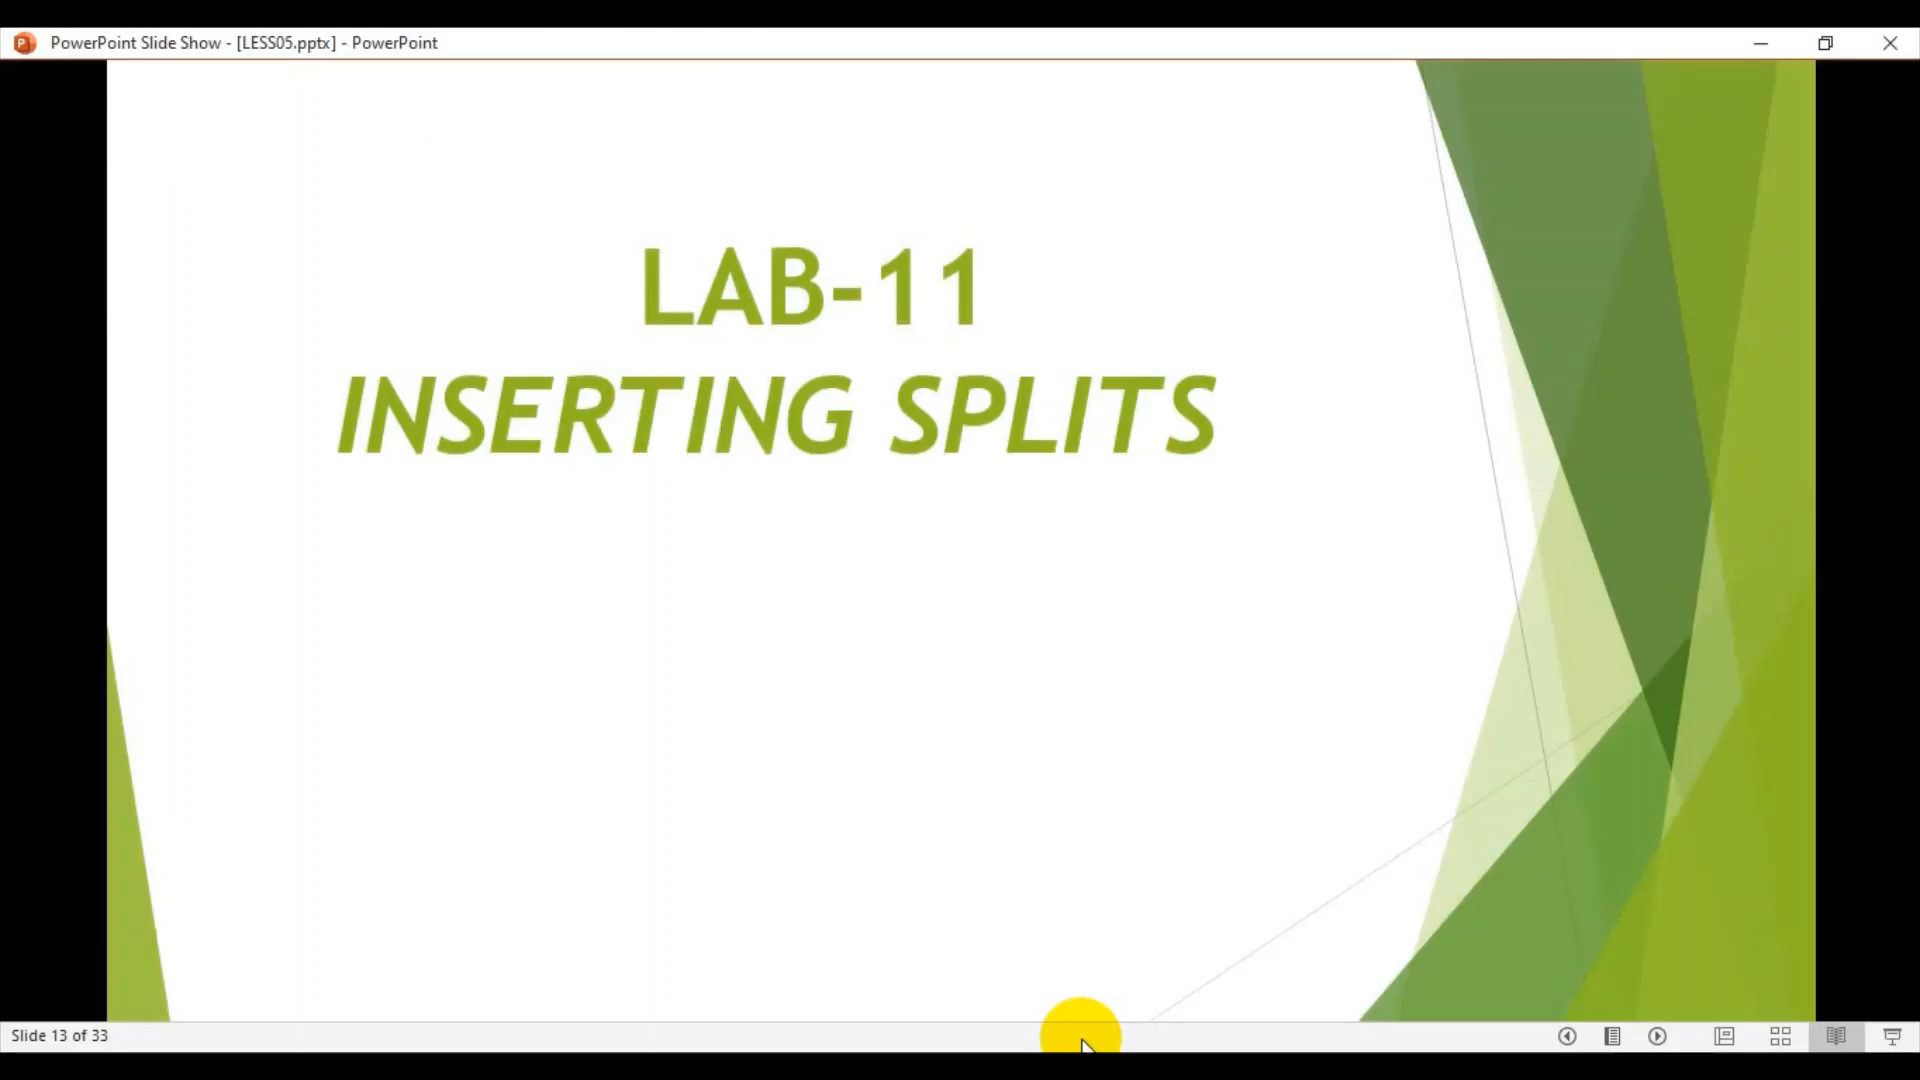 PowerPoint Slide Show - [LESS05.pptx] - PowerPoint
LAB-11
INSERTING SPLITS
Slide 13 of 33